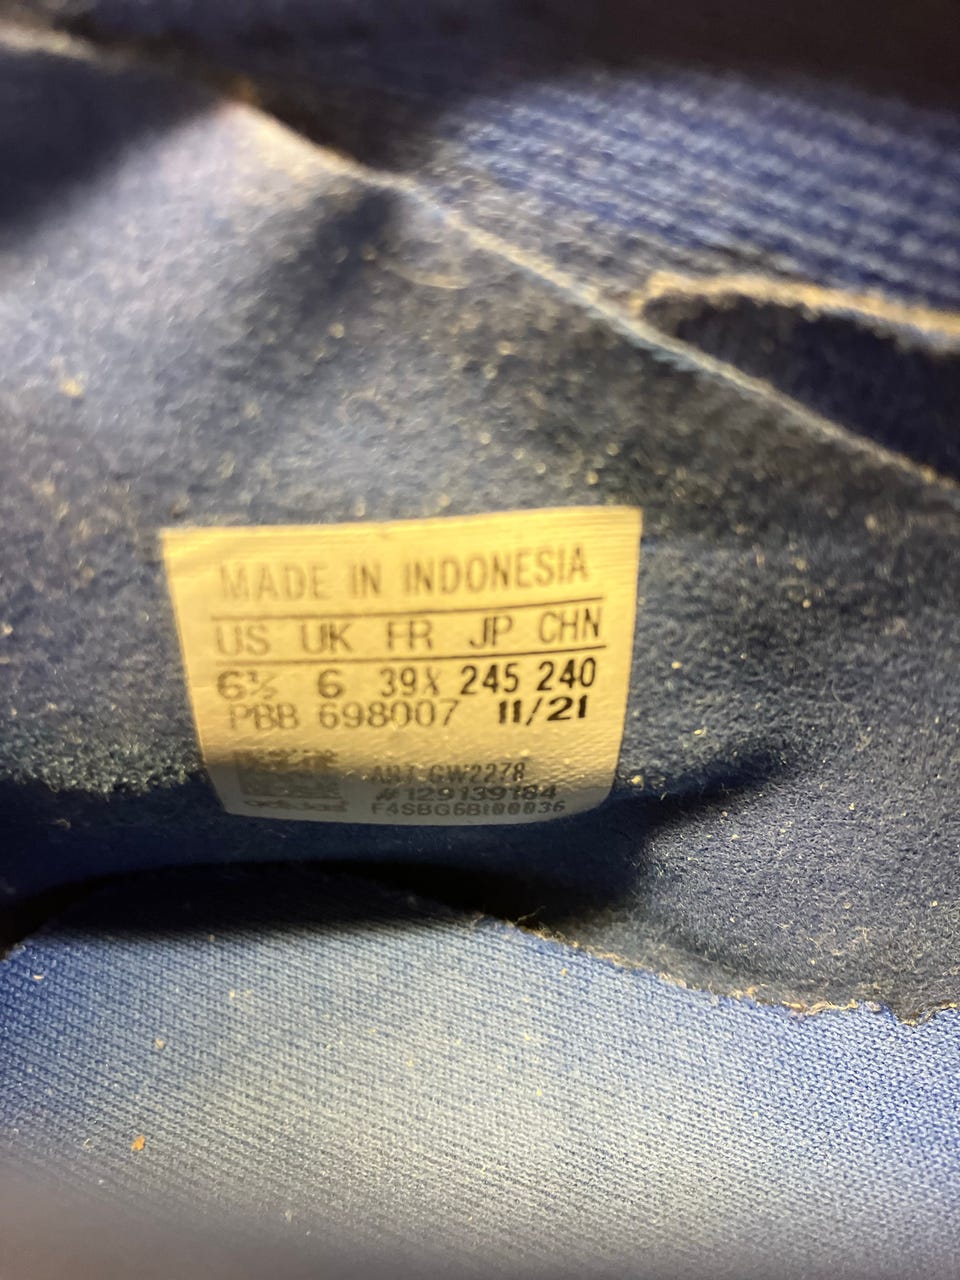 MADE IN INDONESIA
US UK FR JP CHN
6½ 6 39⅓ 245 240
PBB 698007 11/21
ART GW2278
#129139184
adidas
F4SBG6B100036